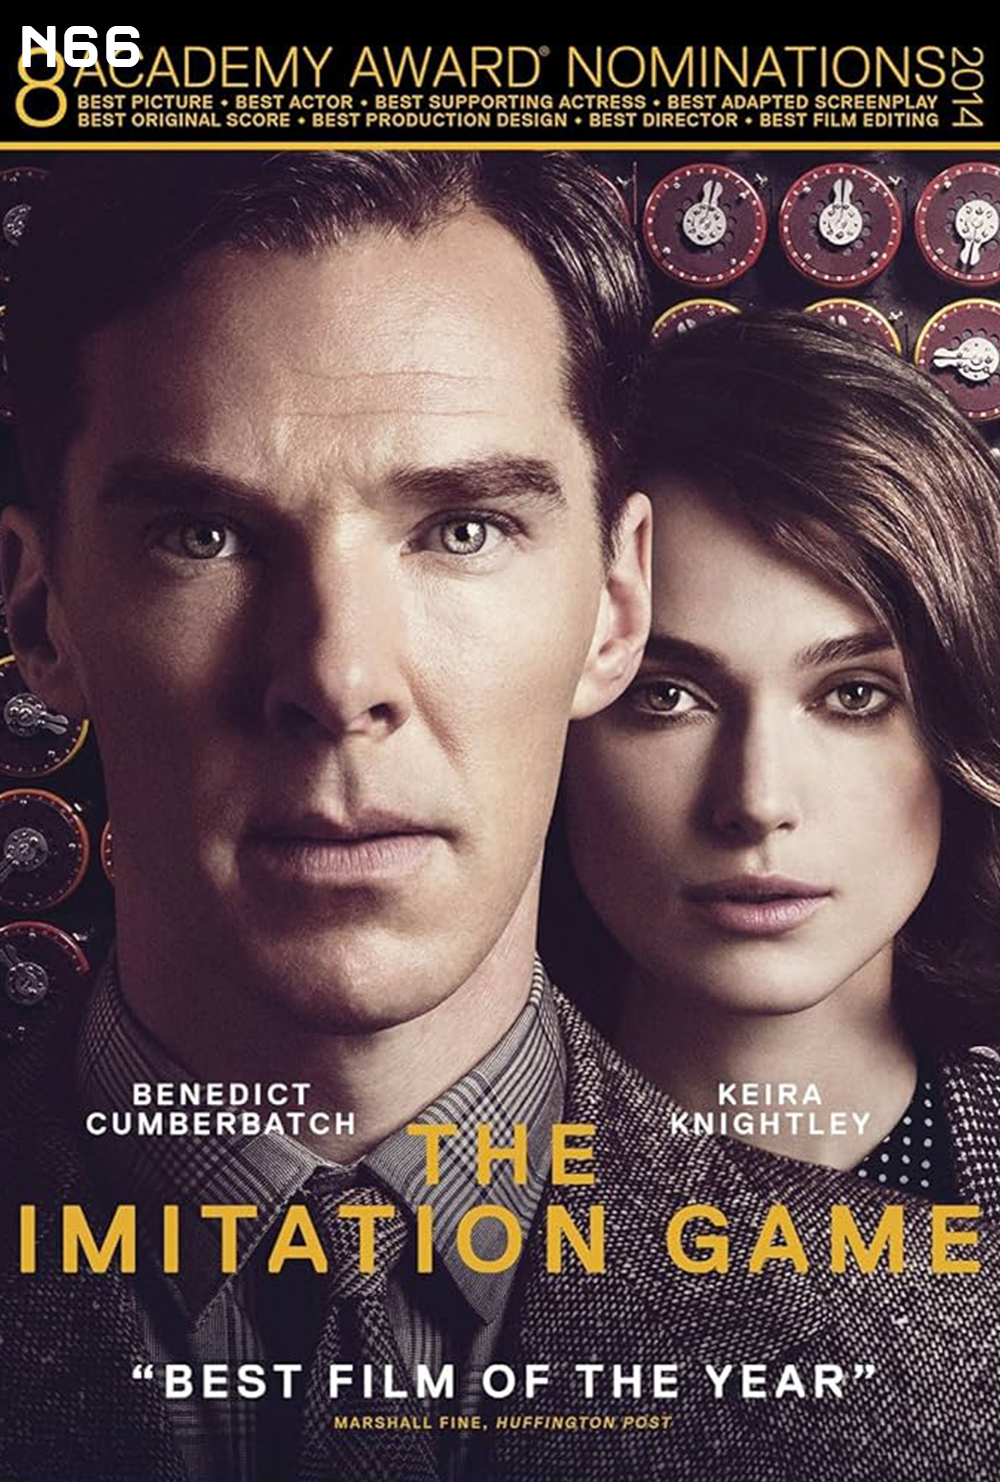 N66
8 ACADEMY AWARD® NOMINATIONS 2014
BEST PICTURE • BEST ACTOR • BEST SUPPORTING ACTRESS • BEST ADAPTED SCREENPLAY
BEST ORIGINAL SCORE • BEST PRODUCTION DESIGN • BEST DIRECTOR • BEST FILM EDITING
BENEDICT
CUMBERBATCH
KEIRA
KNIGHTLEY
THE
IMITATION GAME
“BEST FILM OF THE YEAR”
MARSHALL FINE, HUFFINGTON POST